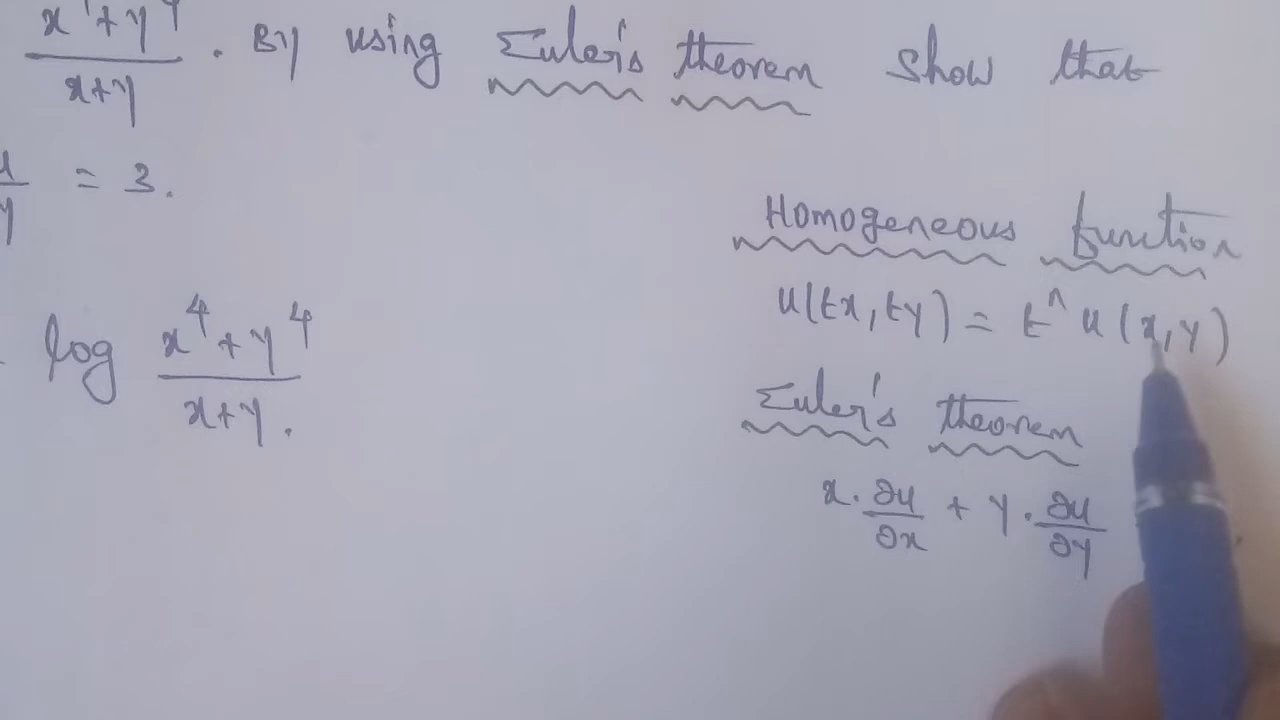 x⁴+y⁴
/
x+y
. By using Euler's theorem show that
= 3.
log (x⁴+y⁴)/(x+y).
Homogeneous function
u(tx, ty) = tⁿ u(x, y)
Euler's theorem
x. ∂u/∂x + y. ∂u/∂y